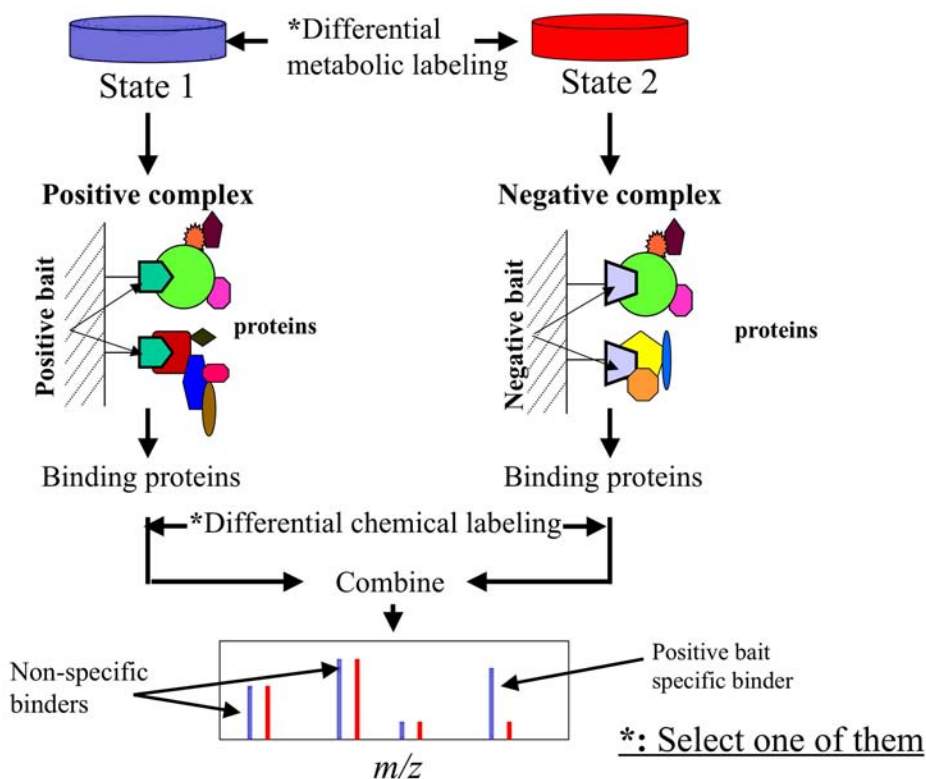 *Differential
metabolic labeling
State 1
State 2
Positive complex
Negative complex
Positive bait
proteins
Negative bait
proteins
Binding proteins
Binding proteins
*Differential chemical labeling
Combine
Non-specific
binders
Positive bait
specific binder
m/z
*: Select one of them